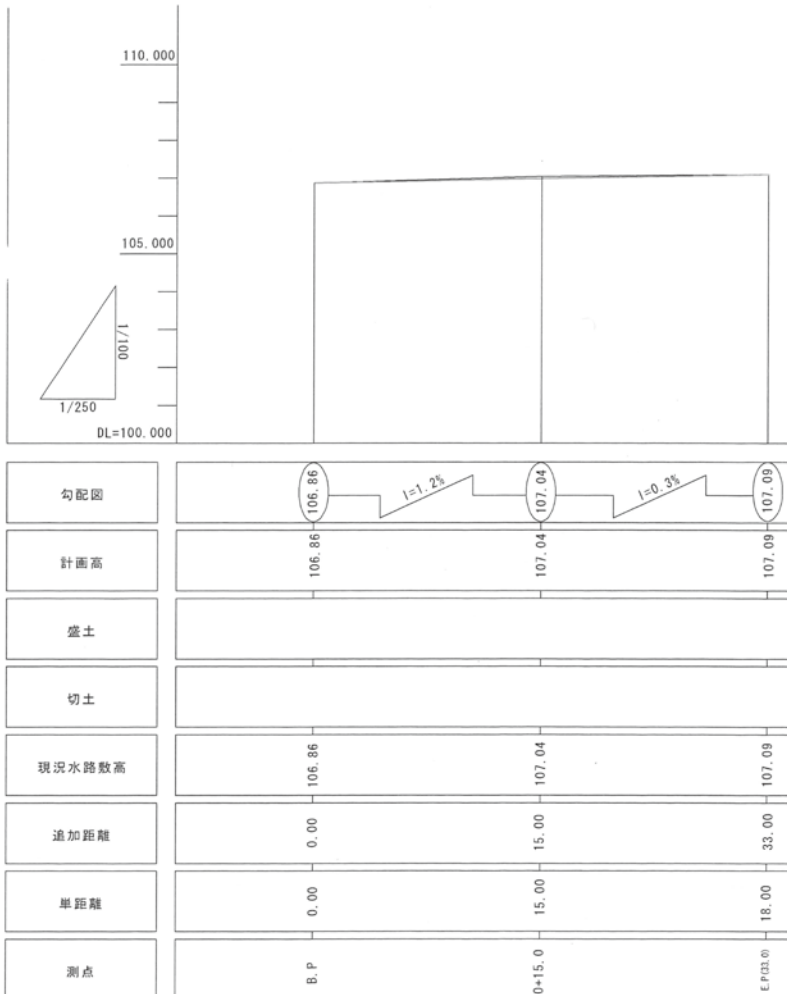 110.000
105.000
1/100
1/250
DL=100.000
勾配図 106.86 I=1.2% 107.04 I=0.3% 107.09
計画高 106.86 107.04 107.09
盛土
切土
現況水路敷高 106.86 107.04 107.09
追加距離 0.00 15.00 33.00
単距離 0.00 15.00 18.00
測点 B.P 0+15.0 E.P(33.0)